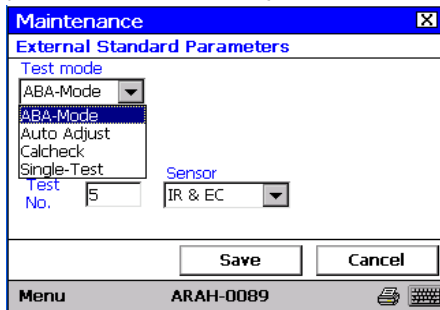 Maintenance
External Standard Parameters
Test mode
ABA-Mode
ABA-Mode
Auto Adjust
Calcheck
Single-Test
Test No.
5
Sensor
IR & EC
Save
Cancel
Menu
ARAH-0089